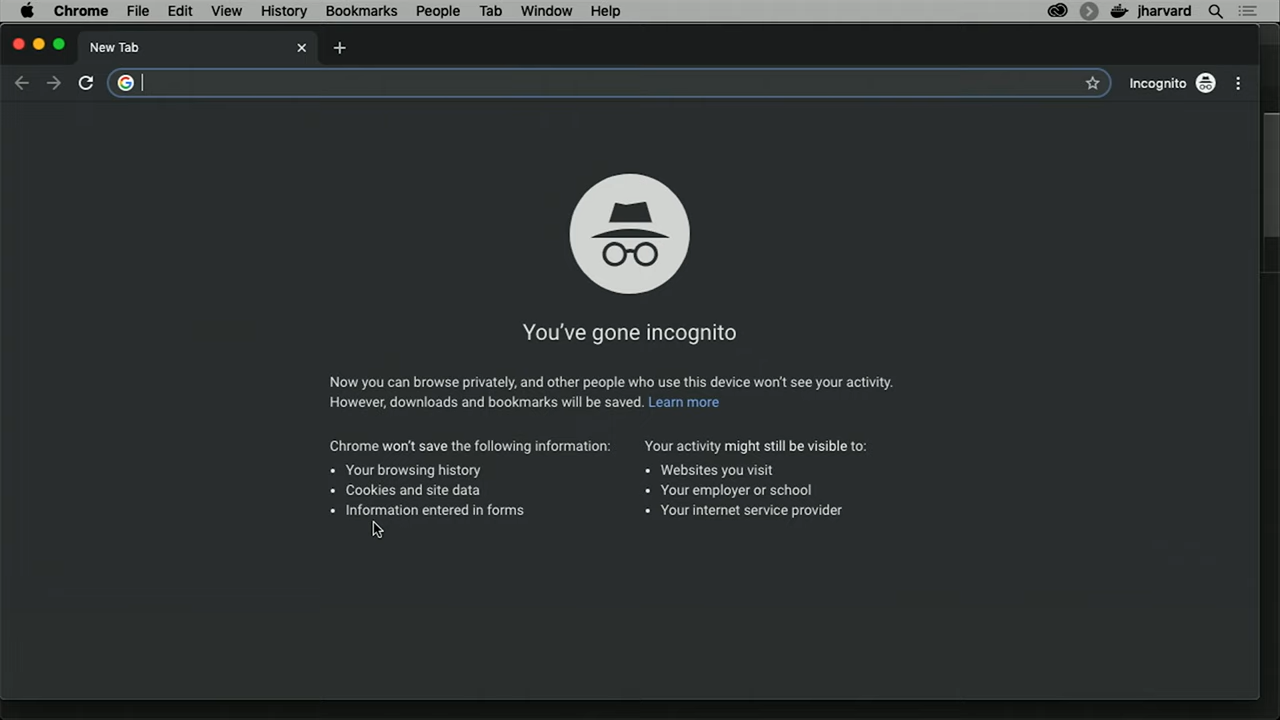 Chrome File Edit View History Bookmarks People Tab Window Help jharvard
New Tab
Incognito
You've gone incognito
Now you can browse privately, and other people who use this device won't see your activity.
However, downloads and bookmarks will be saved. Learn more
Chrome won't save the following information:
• Your browsing history
• Cookies and site data
• Information entered in forms
Your activity might still be visible to:
• Websites you visit
• Your employer or school
• Your internet service provider